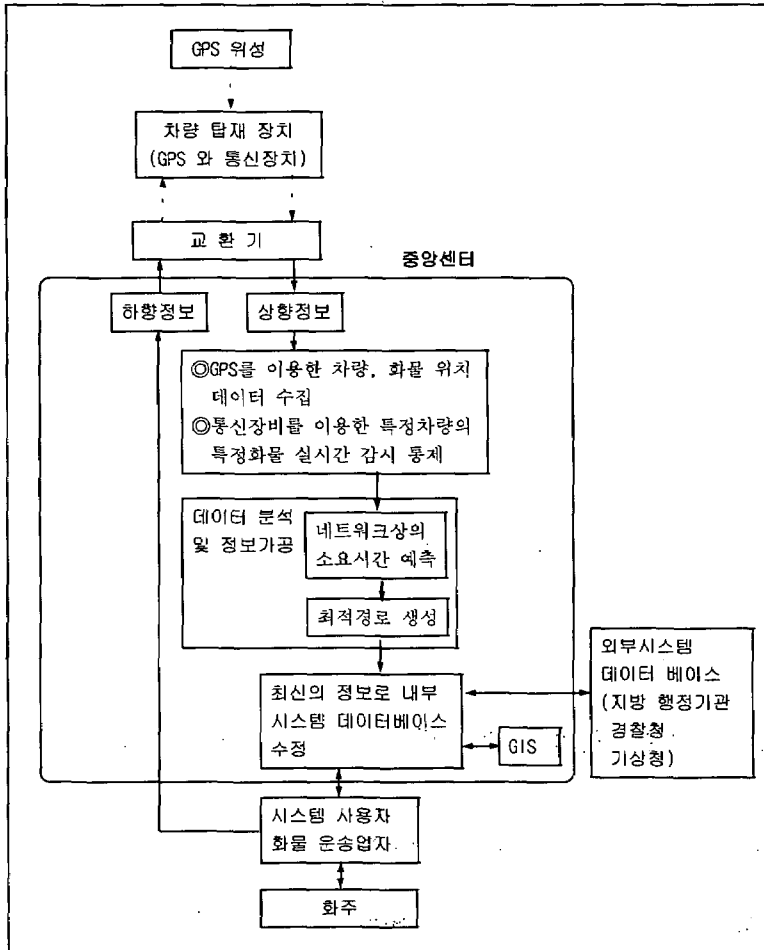 GPS 위성
차량 탑재 장치
(GPS 와 통신장치)
교 환 기
중앙센터
하향정보
상향정보
◎GPS를 이용한 차량, 화물 위치
데이터 수집
◎통신장비를 이용한 특정차량의
특정화물 실시간 감시 통제
데이터 분석
및 정보가공
네트워크상의
소요시간 예측
최적경로 생성
최신의 정보로 내부
시스템 데이터베이스
수정
GIS
외부시스템
데이터 베이스
(지방 행정기관
경찰청
기상청)
시스템 사용자
화물 운송업자
화주